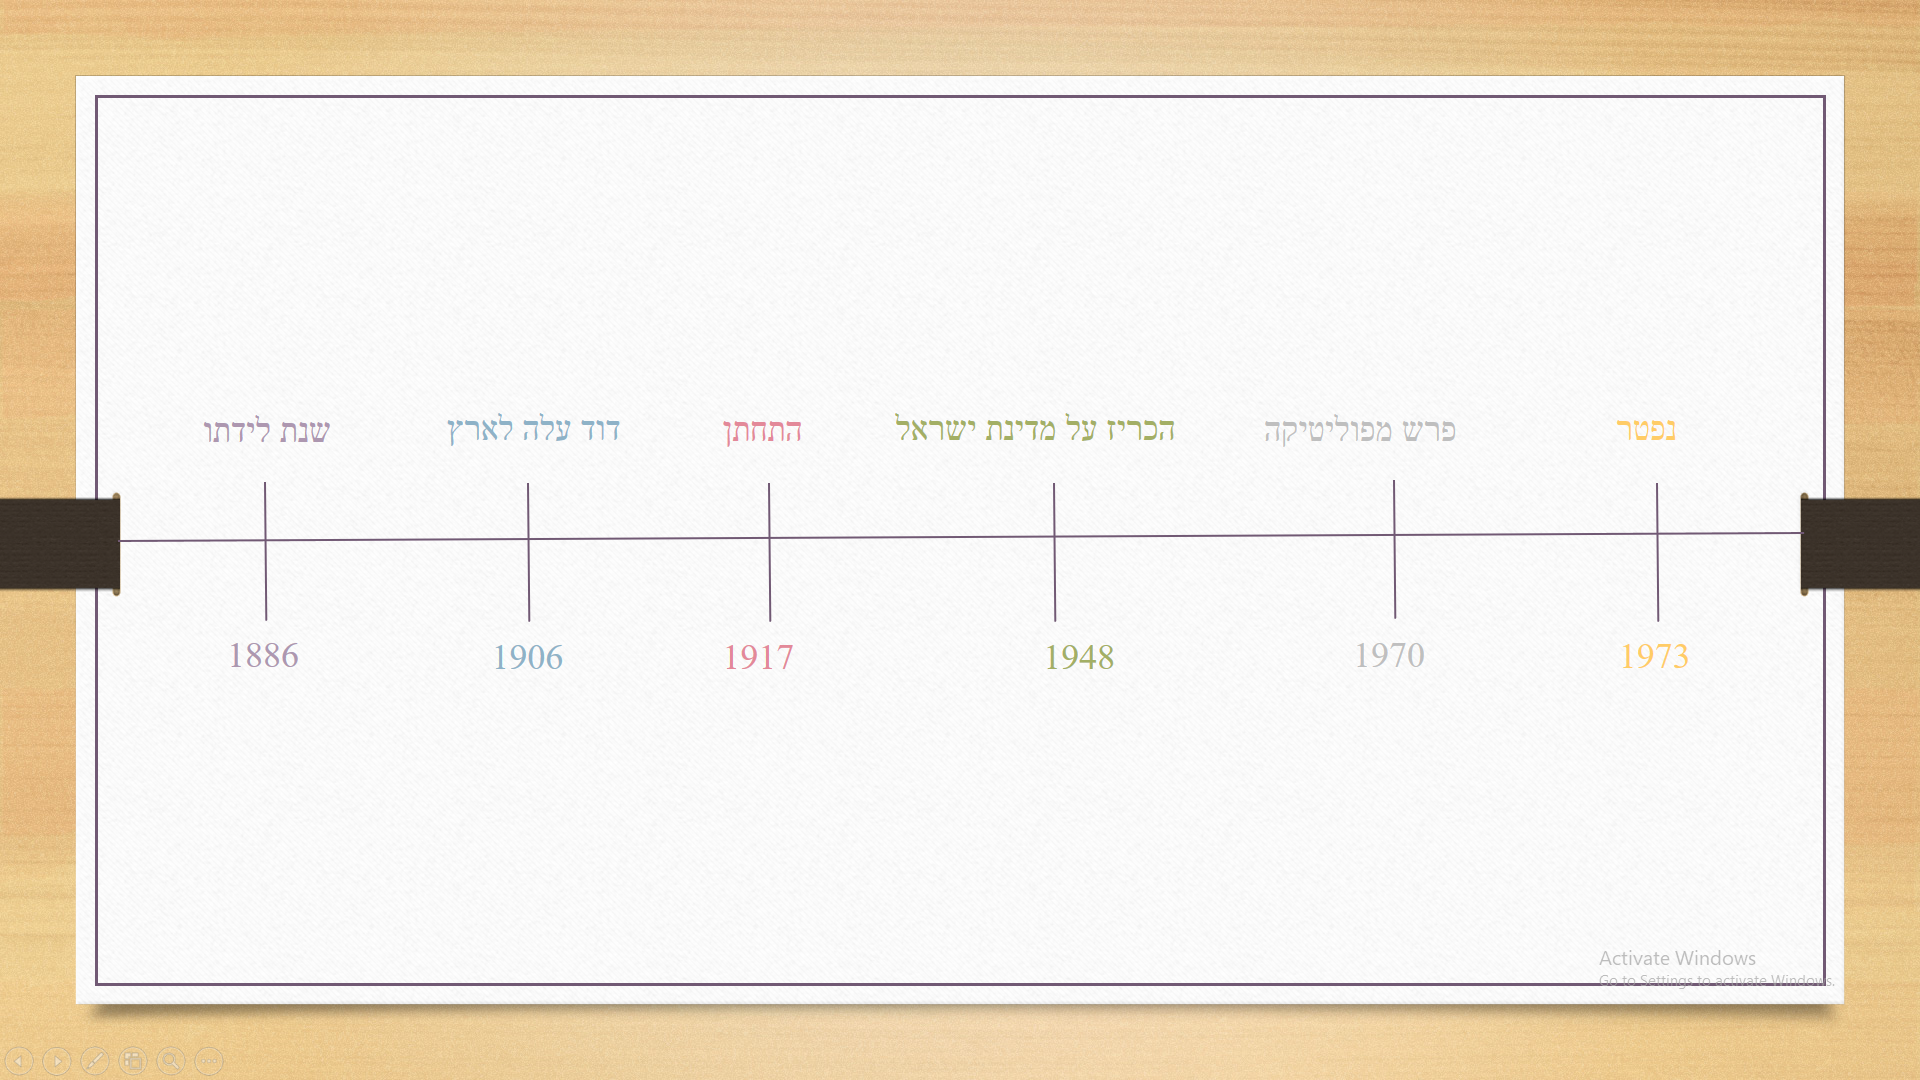 שנת לידתו
דוד עלה לארץ
התחתן
הכריז על מדינת ישראל
פרש מפוליטיקה
נפטר
1886
1906
1917
1948
1970
1973
Activate Windows
Go to Settings to activate Windows.